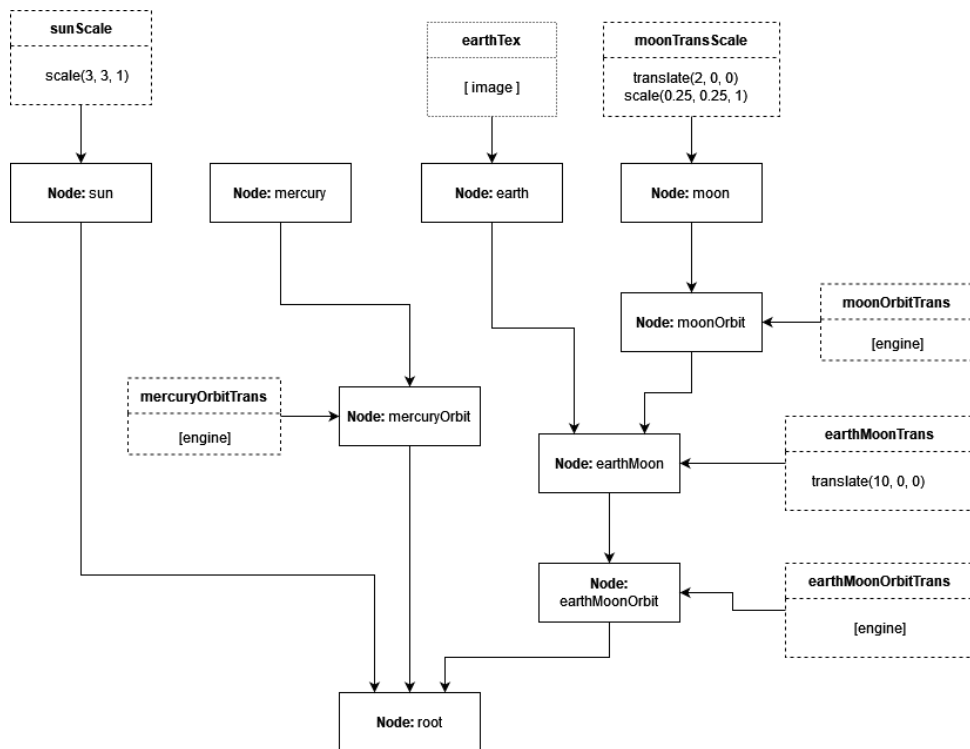 sunScale
scale(3, 3, 1)
earthTex
[ image ]
moonTransScale
translate(2, 0, 0)
scale(0.25, 0.25, 1)
Node: sun
Node: mercury
Node: earth
Node: moon
Node: moonOrbit
moonOrbitTrans
[engine]
mercuryOrbitTrans
[engine]
Node: mercuryOrbit
Node: earthMoon
earthMoonTrans
translate(10, 0, 0)
Node:
earthMoonOrbit
earthMoonOrbitTrans
[engine]
Node: root